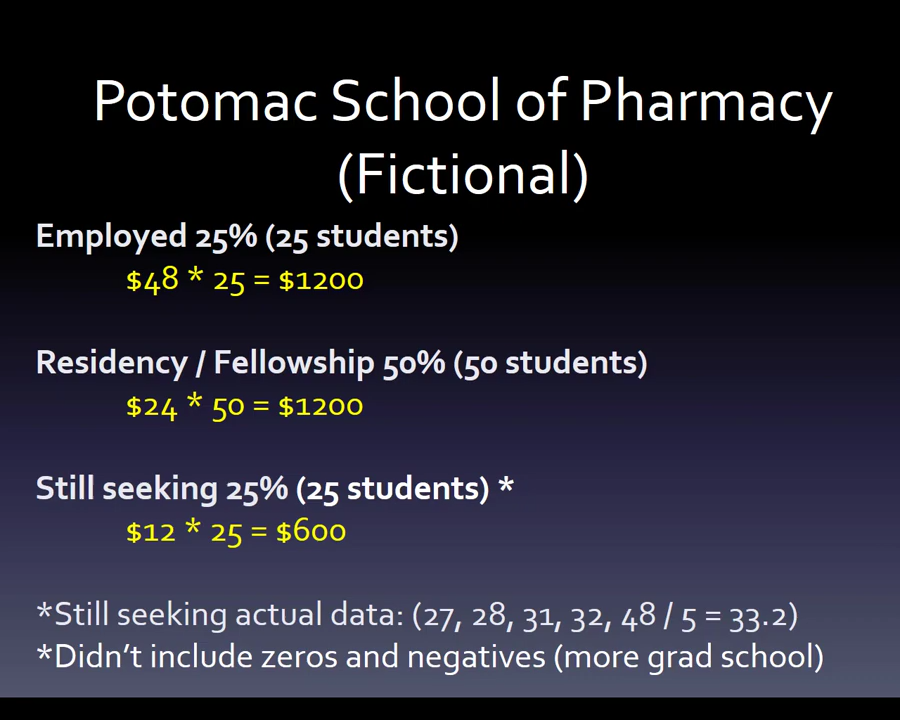 Potomac School of Pharmacy
(Fictional)
Employed 25% (25 students)
$48 * 25 = $1200
Residency / Fellowship 50% (50 students)
$24 * 50 = $1200
Still seeking 25% (25 students) *
$12 * 25 = $600
*Still seeking actual data: (27, 28, 31, 32, 48 / 5 = 33.2)
*Didn't include zeros and negatives (more grad school)